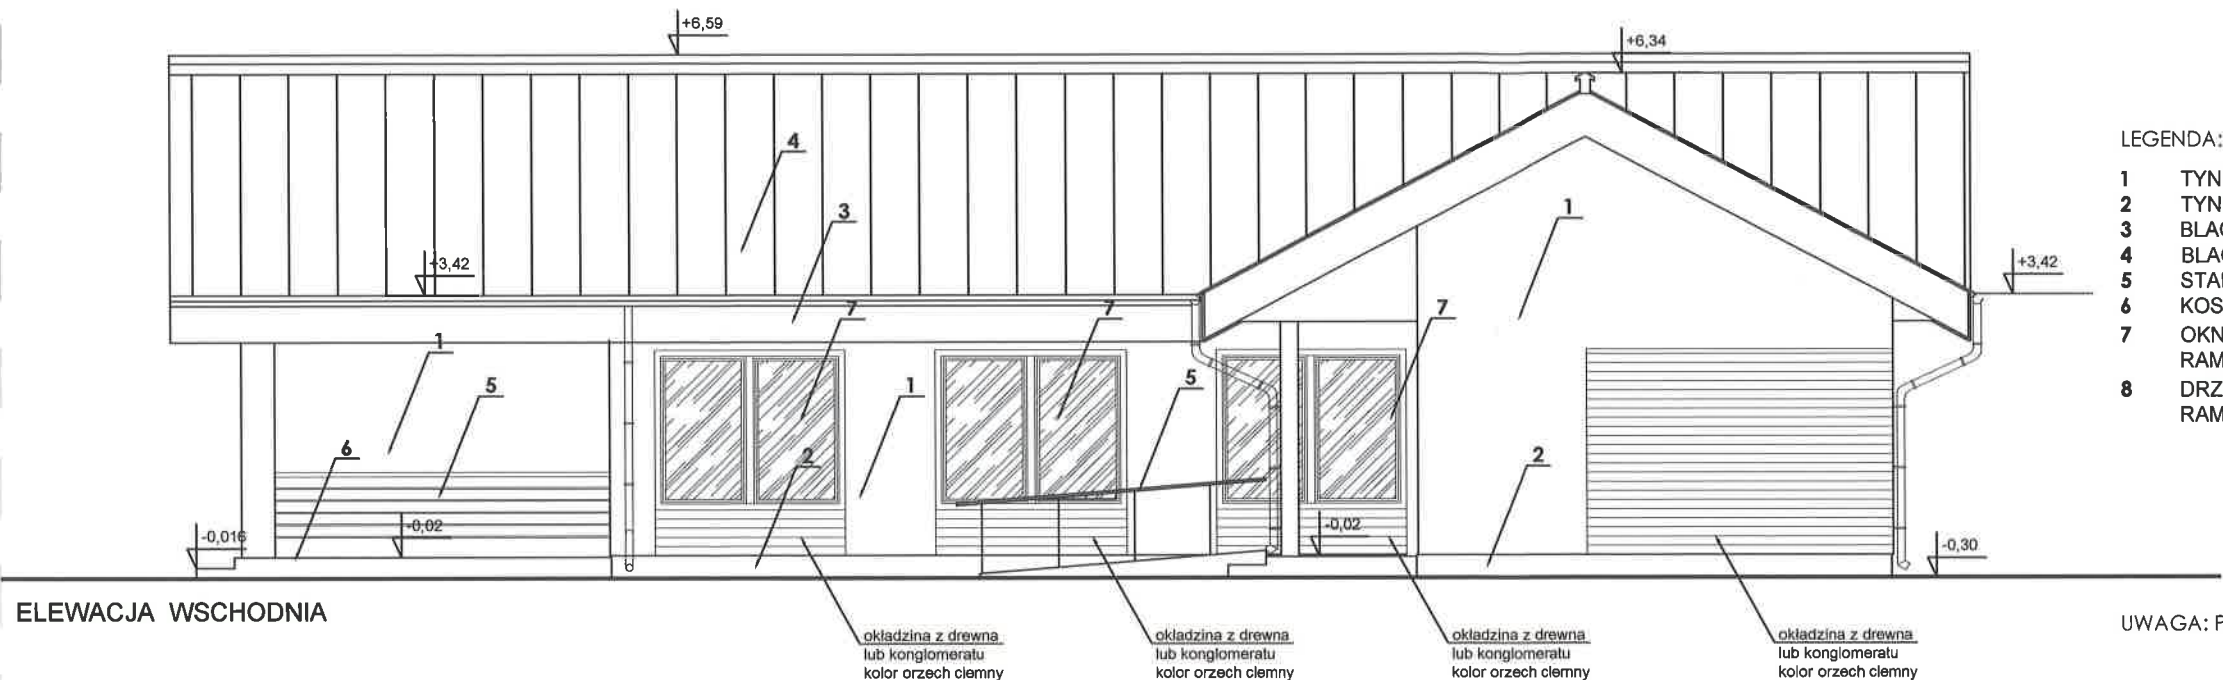 +6,59
+6,34
4
3
1
+3,42
+3,42
7
7
7
1
5
1
5
6
2
2
-0,016
-0,02
-0,02
-0,30
ELEWACJA WSCHODNIA
okładzina z drewna
lub konglomeratu
kolor orzech ciemny
okładzina z drewna
lub konglomeratu
kolor orzech ciemny
okładzina z drewna
lub konglomeratu
kolor orzech ciemny
okładzina z drewna
lub konglomeratu
kolor orzech ciemny
LEGENDA:
1 TYN
2 TYN
3 BLA
4 BLA
5 STA
6 KOS
7 OKN
RAM
8 DRZ
RAM
UWAGA: P